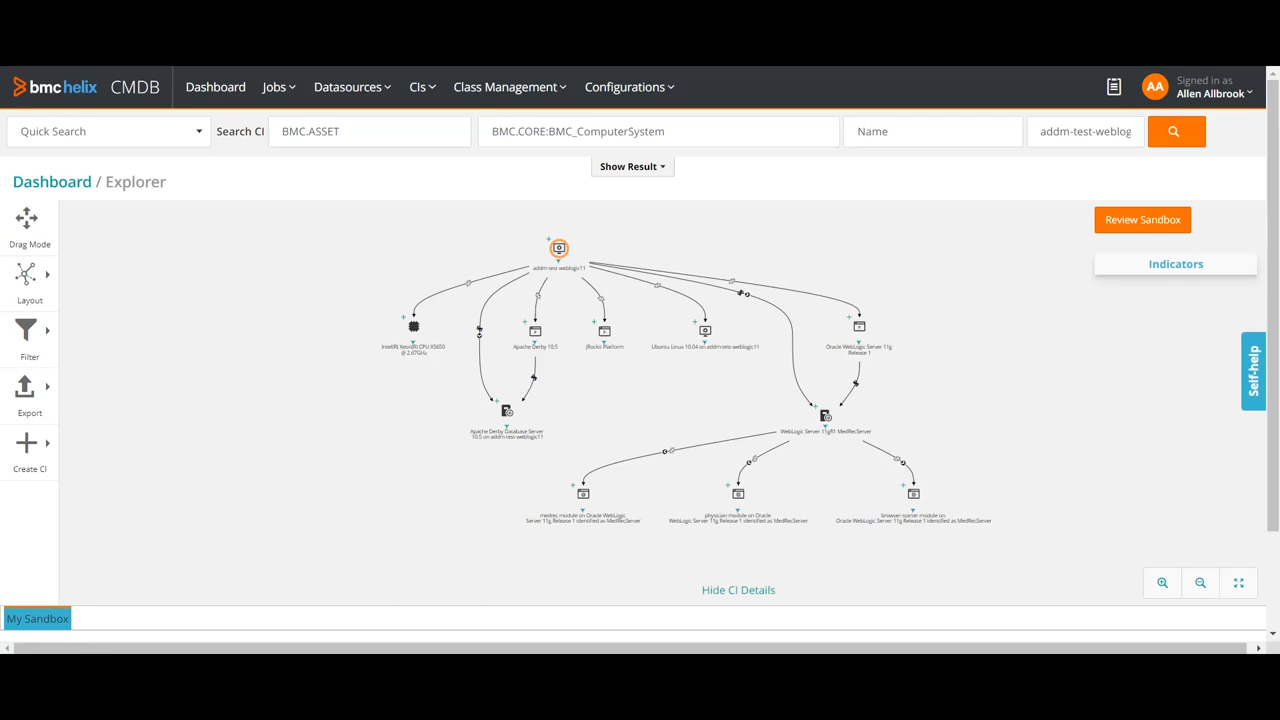 bmchelix CMDB Dashboard Jobs Datasources CIs Class Management Configurations AA Signed in as
Allen Allbrook
Quick Search Search CI BMC.ASSET BMC.CORE:BMC_ComputerSystem Name addm-test-weblog
Show Result
Dashboard / Explorer
Review Sandbox
Indicators
Drag Mode
Layout
Filter
Export
Create CI
addm-test-weblogic11
Intel(R) Xeon(R) CPU X5650
@ 2.67GHz
Apache Derby 10.5
JRockit Platform
Ubuntu Linux 10.04 on addm-test-weblogic11
Oracle WebLogic Server 11g
Release 1
Apache Derby Database Server
10.5 on addm-test-weblogic11
WebLogic Server 11gR1 MedRecServer
medrec module on Oracle WebLogic
Server 11g Release 1 identified as MedRecServer
physician module on Oracle
WebLogic Server 11g Release 1 identified as MedRecServer
browser-starter module on
Oracle WebLogic Server 11g Release 1 identified as MedRecServer
Self-help
Hide CI Details
My Sandbox